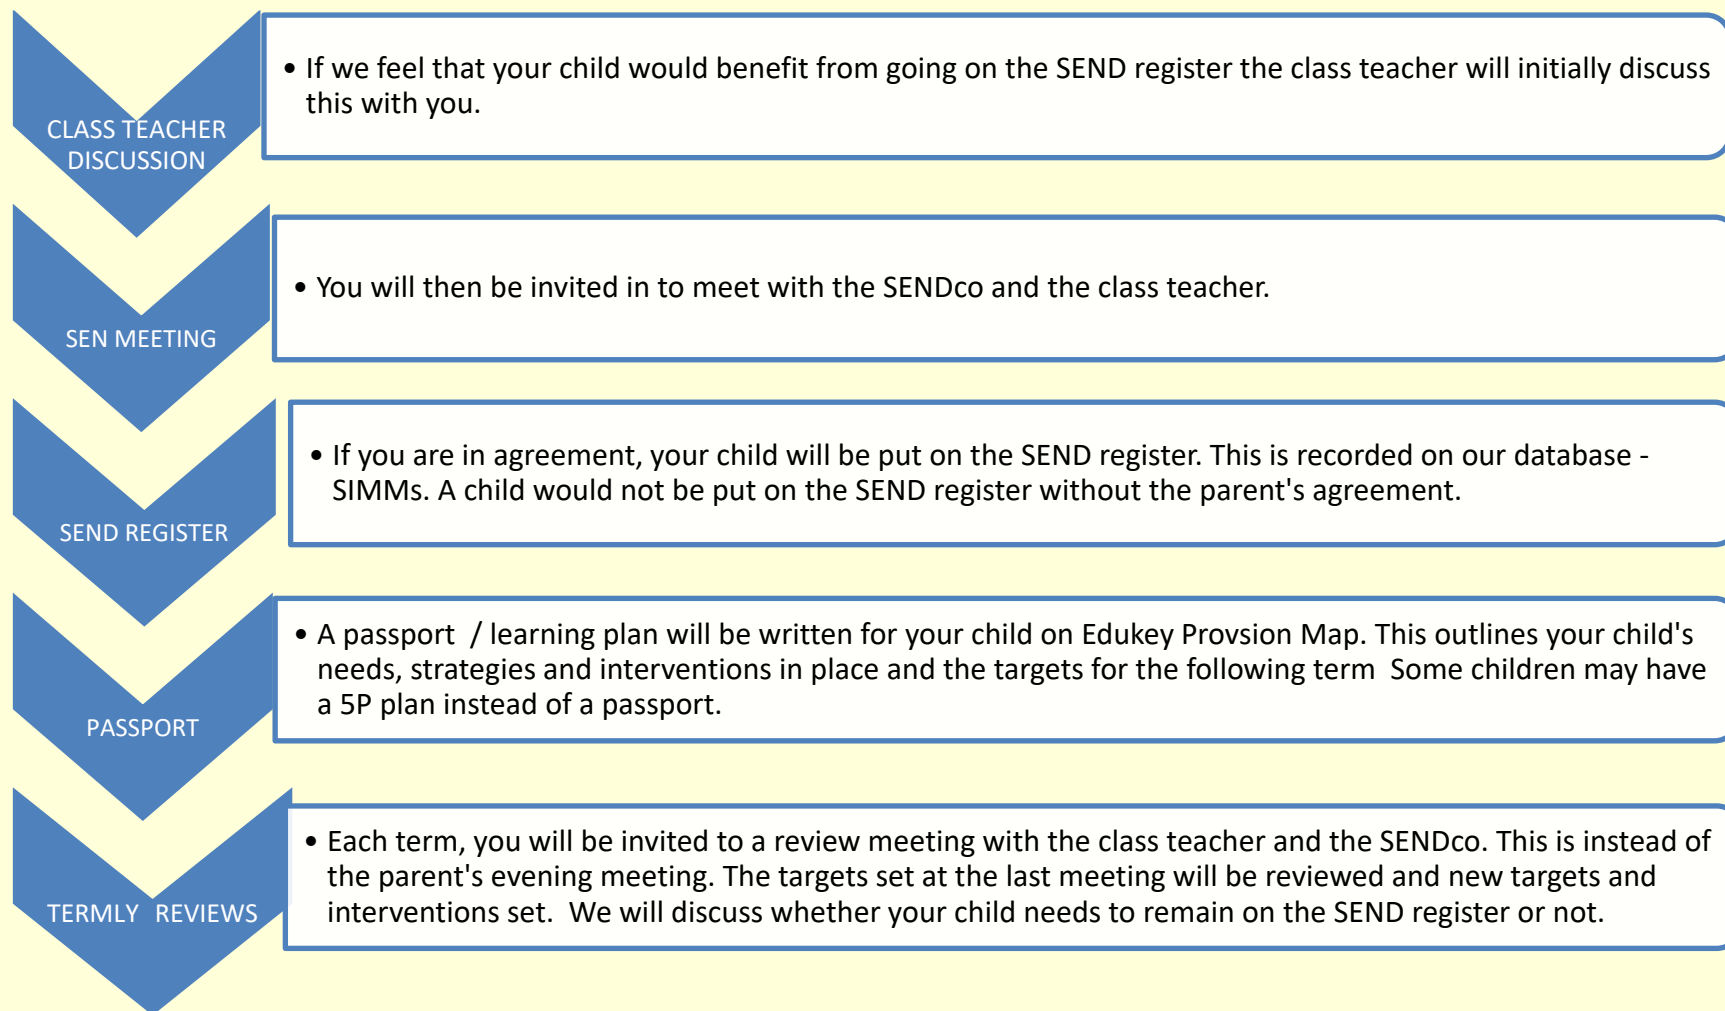 CLASS TEACHER
DISCUSSION
• If we feel that your child would benefit from going on the SEND register the class teacher will initially discuss
this with you.
SEN MEETING
• You will then be invited in to meet with the SENDco and the class teacher.
SEND REGISTER
• If you are in agreement, your child will be put on the SEND register. This is recorded on our database -
SIMMs. A child would not be put on the SEND register without the parent's agreement.
PASSPORT
• A passport  / learning plan will be written for your child on Edukey Provsion Map. This outlines your child's
needs, strategies and interventions in place and the targets for the following term  Some children may have
a 5P plan instead of a passport.
TERMLY   REVIEWS
• Each term, you will be invited to a review meeting with the class teacher and the SENDco. This is instead of
the parent's evening meeting. The targets set at the last meeting will be reviewed and new targets and
interventions set.  We will discuss whether your child needs to remain on the SEND register or not.